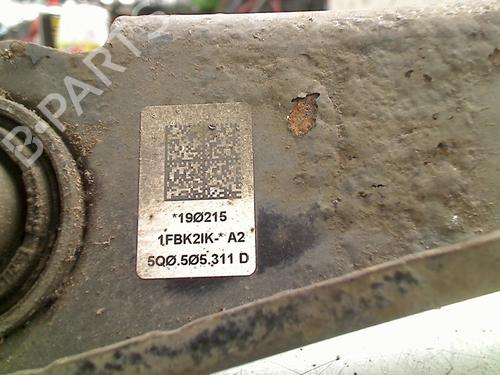 B-PARTS
*19Ø215
1FBK2IK-* A2
5QØ.5Ø5.311 D